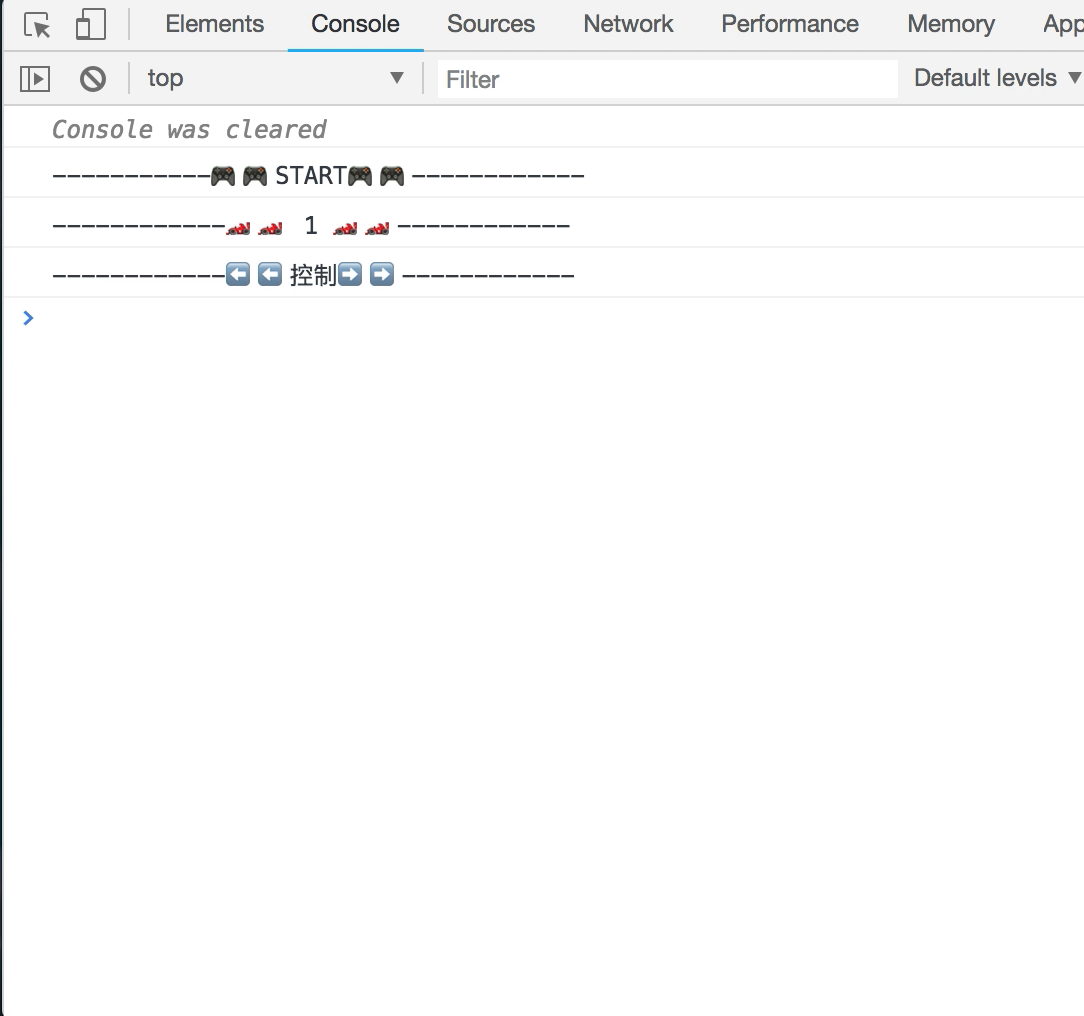 Elements Console Sources Network Performance Memory App
top Filter Default levels
Console was cleared
-----------🎮🎮START🎮🎮------------
------------🏎🏎 1 🏎🏎------------
------------⬅️⬅️控制➡️➡️------------